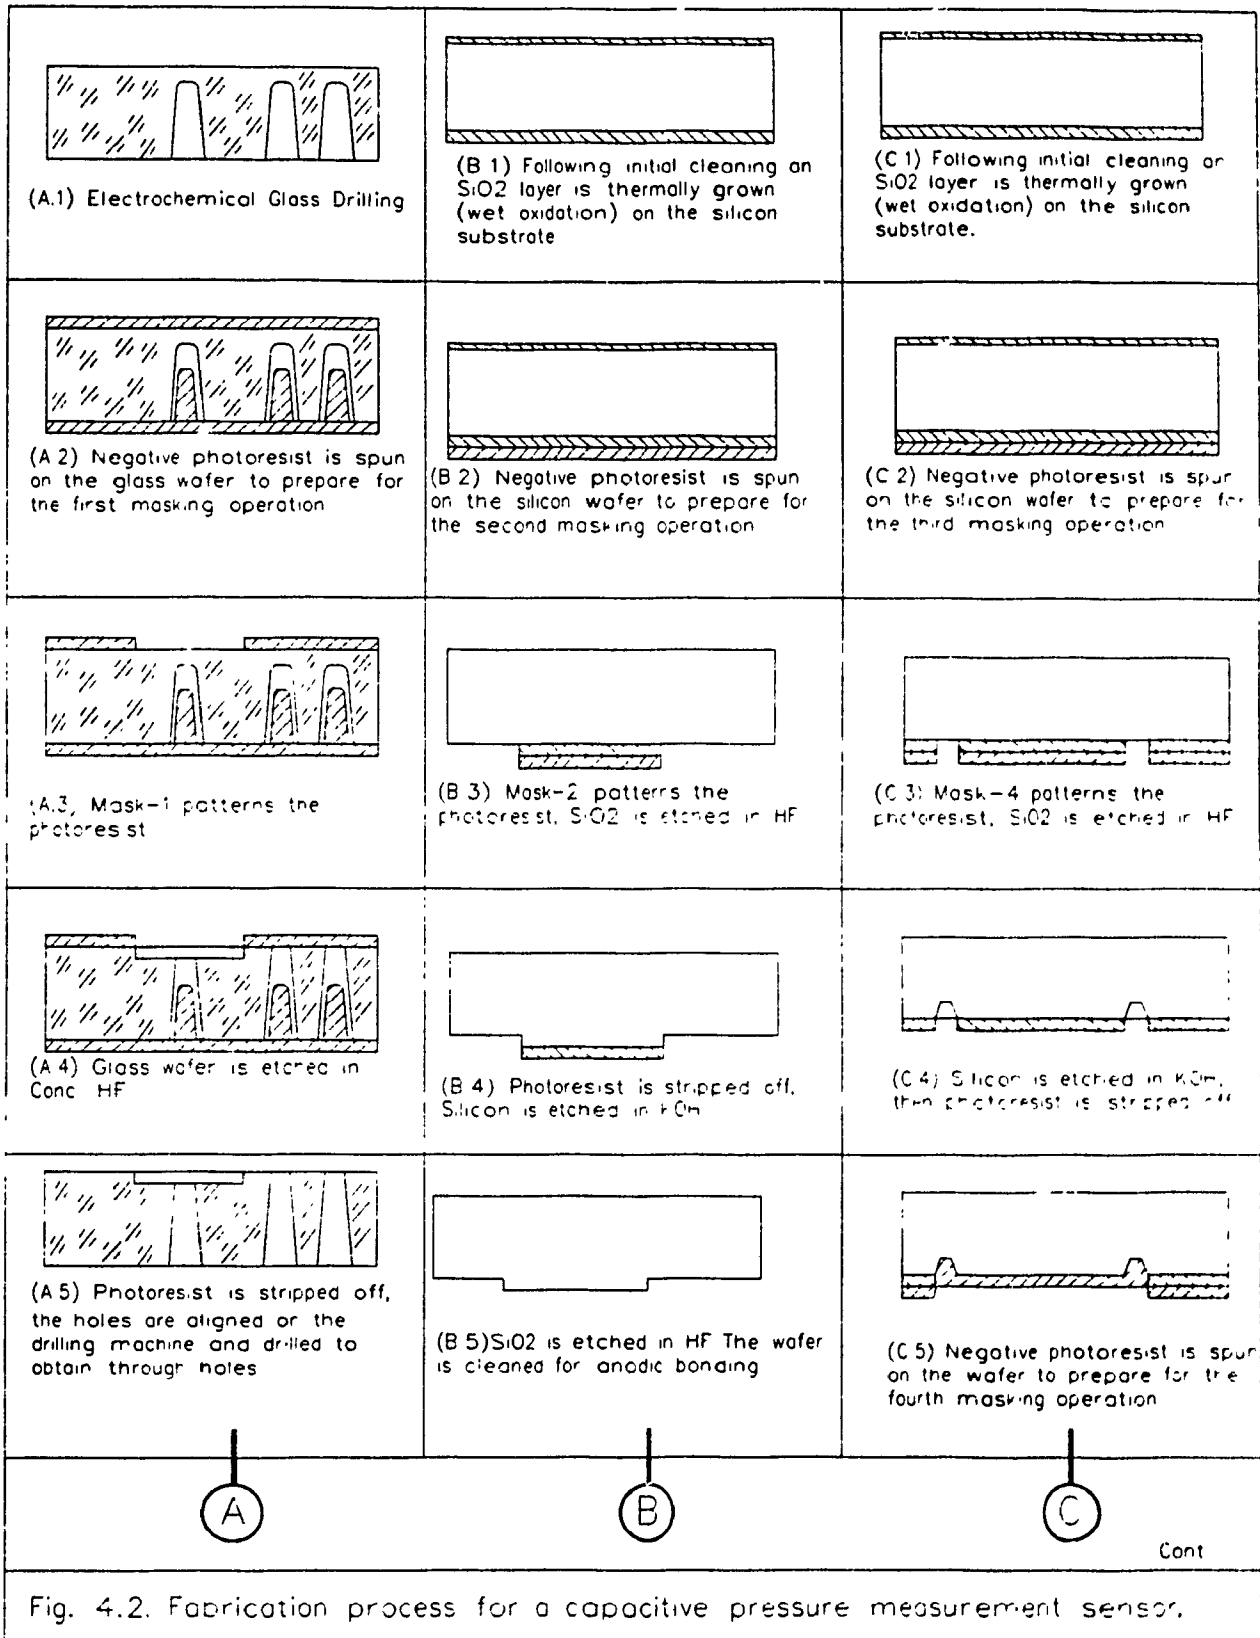 (A.1) Electrochemical Glass Drilling
(B 1) Following initial cleaning an
SiO2 layer is thermally grown
(wet oxidation) on the silicon
substrate
(C 1) Following initial cleaning an
SiO2 layer is thermally grown
(wet oxidation) on the silicon
substrate.
(A 2) Negative photoresist is spun
on the glass wafer to prepare for
the first masking operation
(B 2) Negative photoresist is spun
on the silicon wafer to prepare for
the second masking operation
(C 2) Negative photoresist is spun
on the silicon wafer to prepare for
the third masking operation
(A.3) Mask-1 patterns the
photoresist
(B 3) Mask-2 patterns the
photoresist, SiO2 is etched in HF
(C 3) Mask-4 patterns the
photoresist, SiO2 is etched in HF
(A 4) Glass wafer is etched in
Conc HF
(B 4) Photoresist is stripped off,
Silicon is etched in KOH
(C 4) Silicon is etched in KOH,
then photoresist is stripped off
(A 5) Photoresist is stripped off,
the holes are aligned on the
drilling machine and drilled to
obtain through holes
(B 5)SiO2 is etched in HF The wafer
is cleaned for anodic bonding
(C 5) Negative photoresist is spun
on the wafer to prepare for the
fourth masking operation
A
B
C
Cont
Fig. 4.2. Fabrication process for a capacitive pressure measurement sensor.